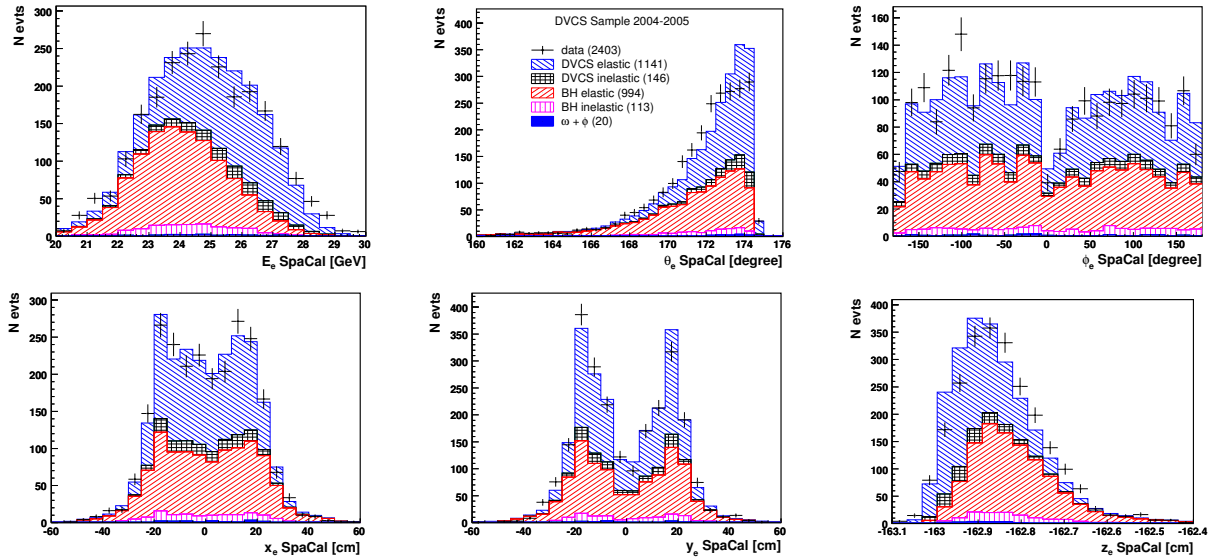 N evts
300
250
200
150
100
50
0
20 21 22 23 24 25 26 27 28 29 30
E_e SpaCal [GeV]
N evts
400
350
300
250
200
150
100
50
0
160 162 164 166 168 170 172 174 176
θ_e SpaCal [degree]
DVCS Sample 2004-2005
data (2403)
DVCS elastic (1141)
DVCS inelastic (146)
BH elastic (994)
BH inelastic (113)
ω + φ (20)
N evts
160
140
120
100
80
60
40
20
0
-150 -100 -50 0 50 100 150
ϕ_e SpaCal [degree]
N evts
300
250
200
150
100
50
0
-60 -40 -20 0 20 40 60
x_e SpaCal [cm]
N evts
400
350
300
250
200
150
100
50
0
-60 -40 -20 0 20 40 60
y_e SpaCal [cm]
N evts
400
350
300
250
200
150
100
50
0
-163.1 -163 -162.9 -162.8 -162.7 -162.6 -162.5 -162.4
z_e SpaCal [cm]